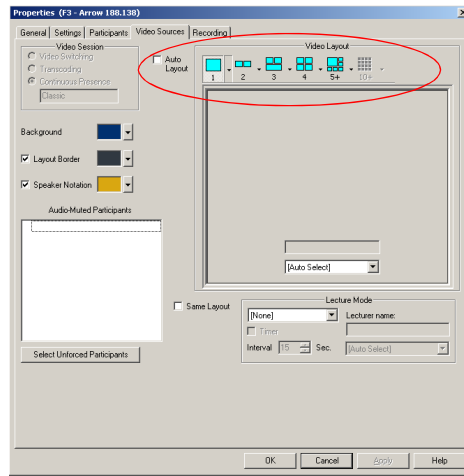 Properties (F3 - Arrow 188.138)
General
Settings
Participants
Video Sources
Recording
Video Session
Video Switching
Transcoding
Continuous Presence
Classic
Auto
Layout
Video Layout
1
2
3
4
5+
10+
Background
Layout Border
Speaker Notation
Audio-Muted Participants
[Auto Select]
Same Layout
Lecture Mode
[None]
Lecturer name:
Timer
Interval 15 Sec.
[Auto Select]
Select Unforced Participants
OK
Cancel
Apply
Help